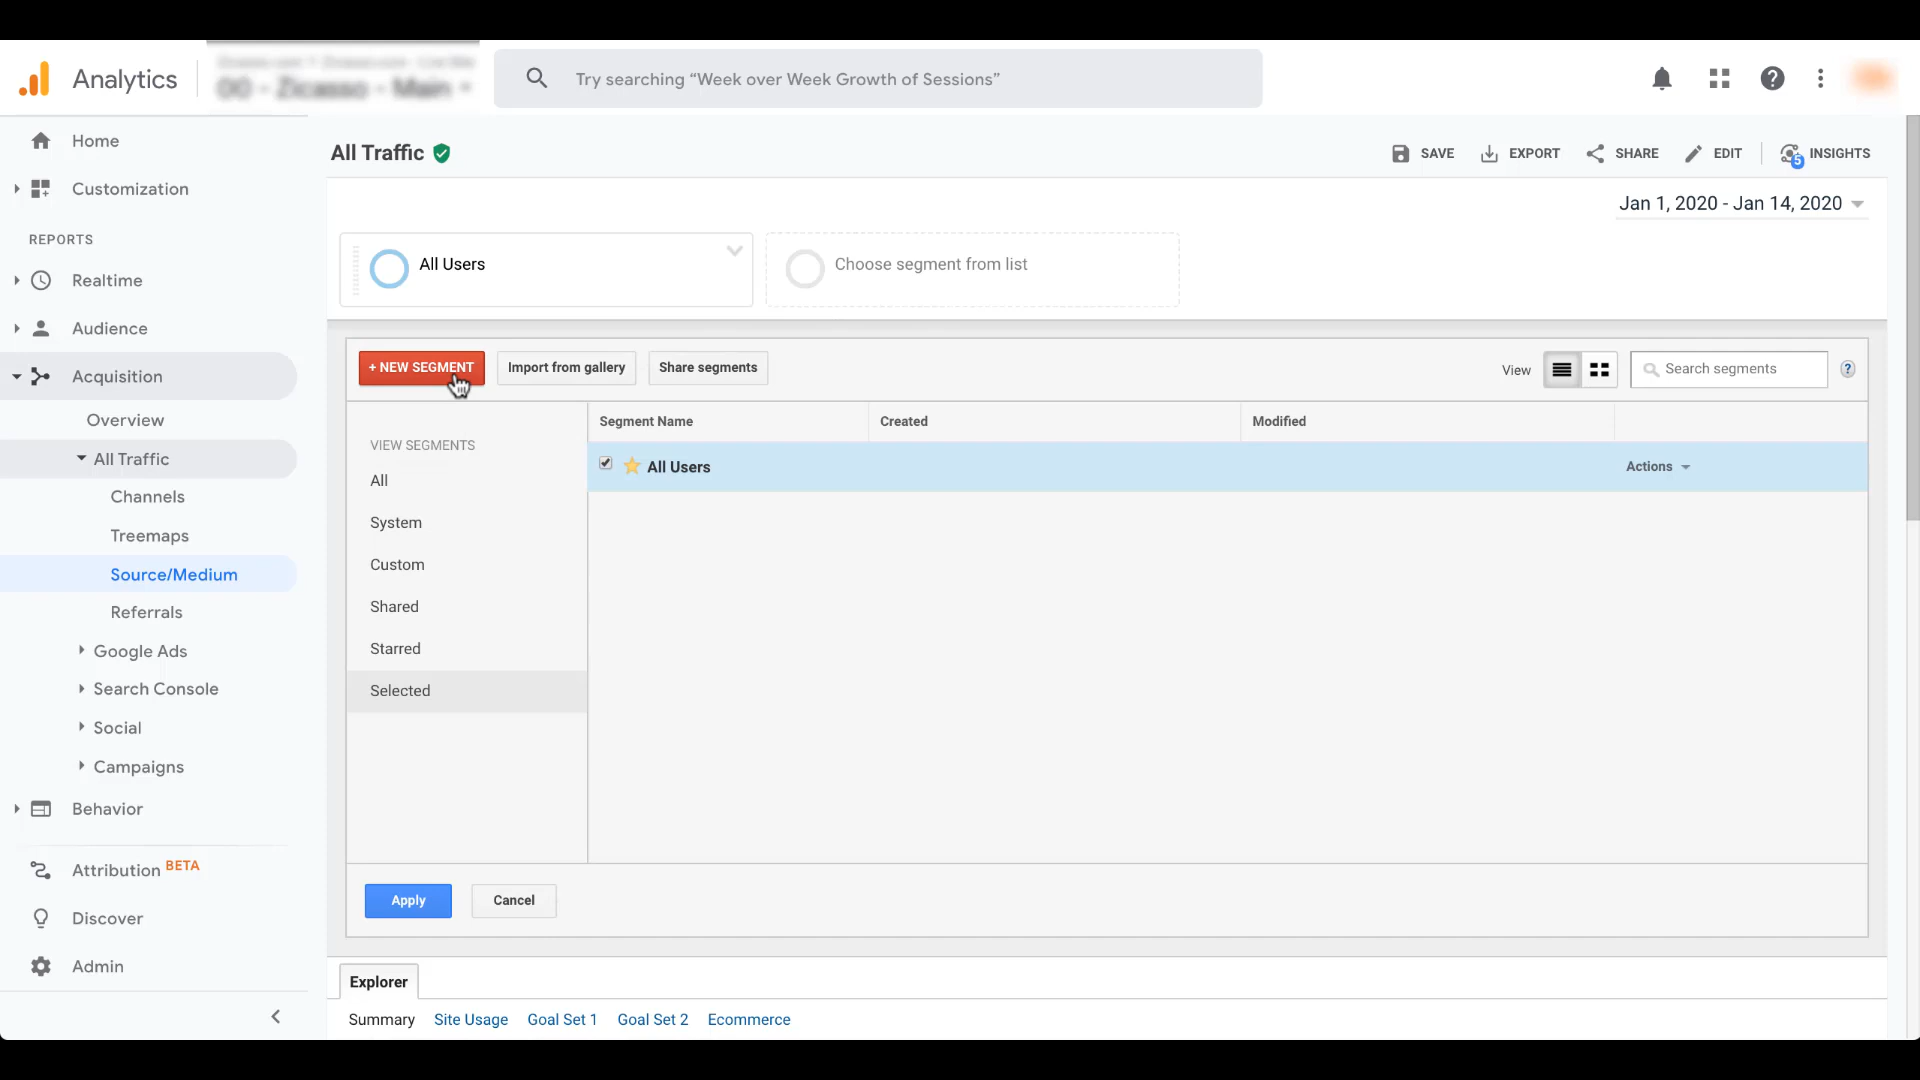 Analytics
00 - Zicasso - Main
Try searching “Week over Week Growth of Sessions”
Home
Customization
REPORTS
Realtime
Audience
Acquisition
Overview
All Traffic
Channels
Treemaps
Source/Medium
Referrals
Google Ads
Search Console
Social
Campaigns
Behavior
Attribution BETA
Discover
Admin
All Traffic
SAVE
EXPORT
SHARE
EDIT
5
INSIGHTS
Jan 1, 2020 - Jan 14, 2020
All Users
Choose segment from list
+ NEW SEGMENT
Import from gallery
Share segments
View
Search segments
?
VIEW SEGMENTS
All
System
Custom
Shared
Starred
Selected
Segment Name
Created
Modified
All Users
Actions
Apply
Cancel
Explorer
Summary
Site Usage
Goal Set 1
Goal Set 2
Ecommerce